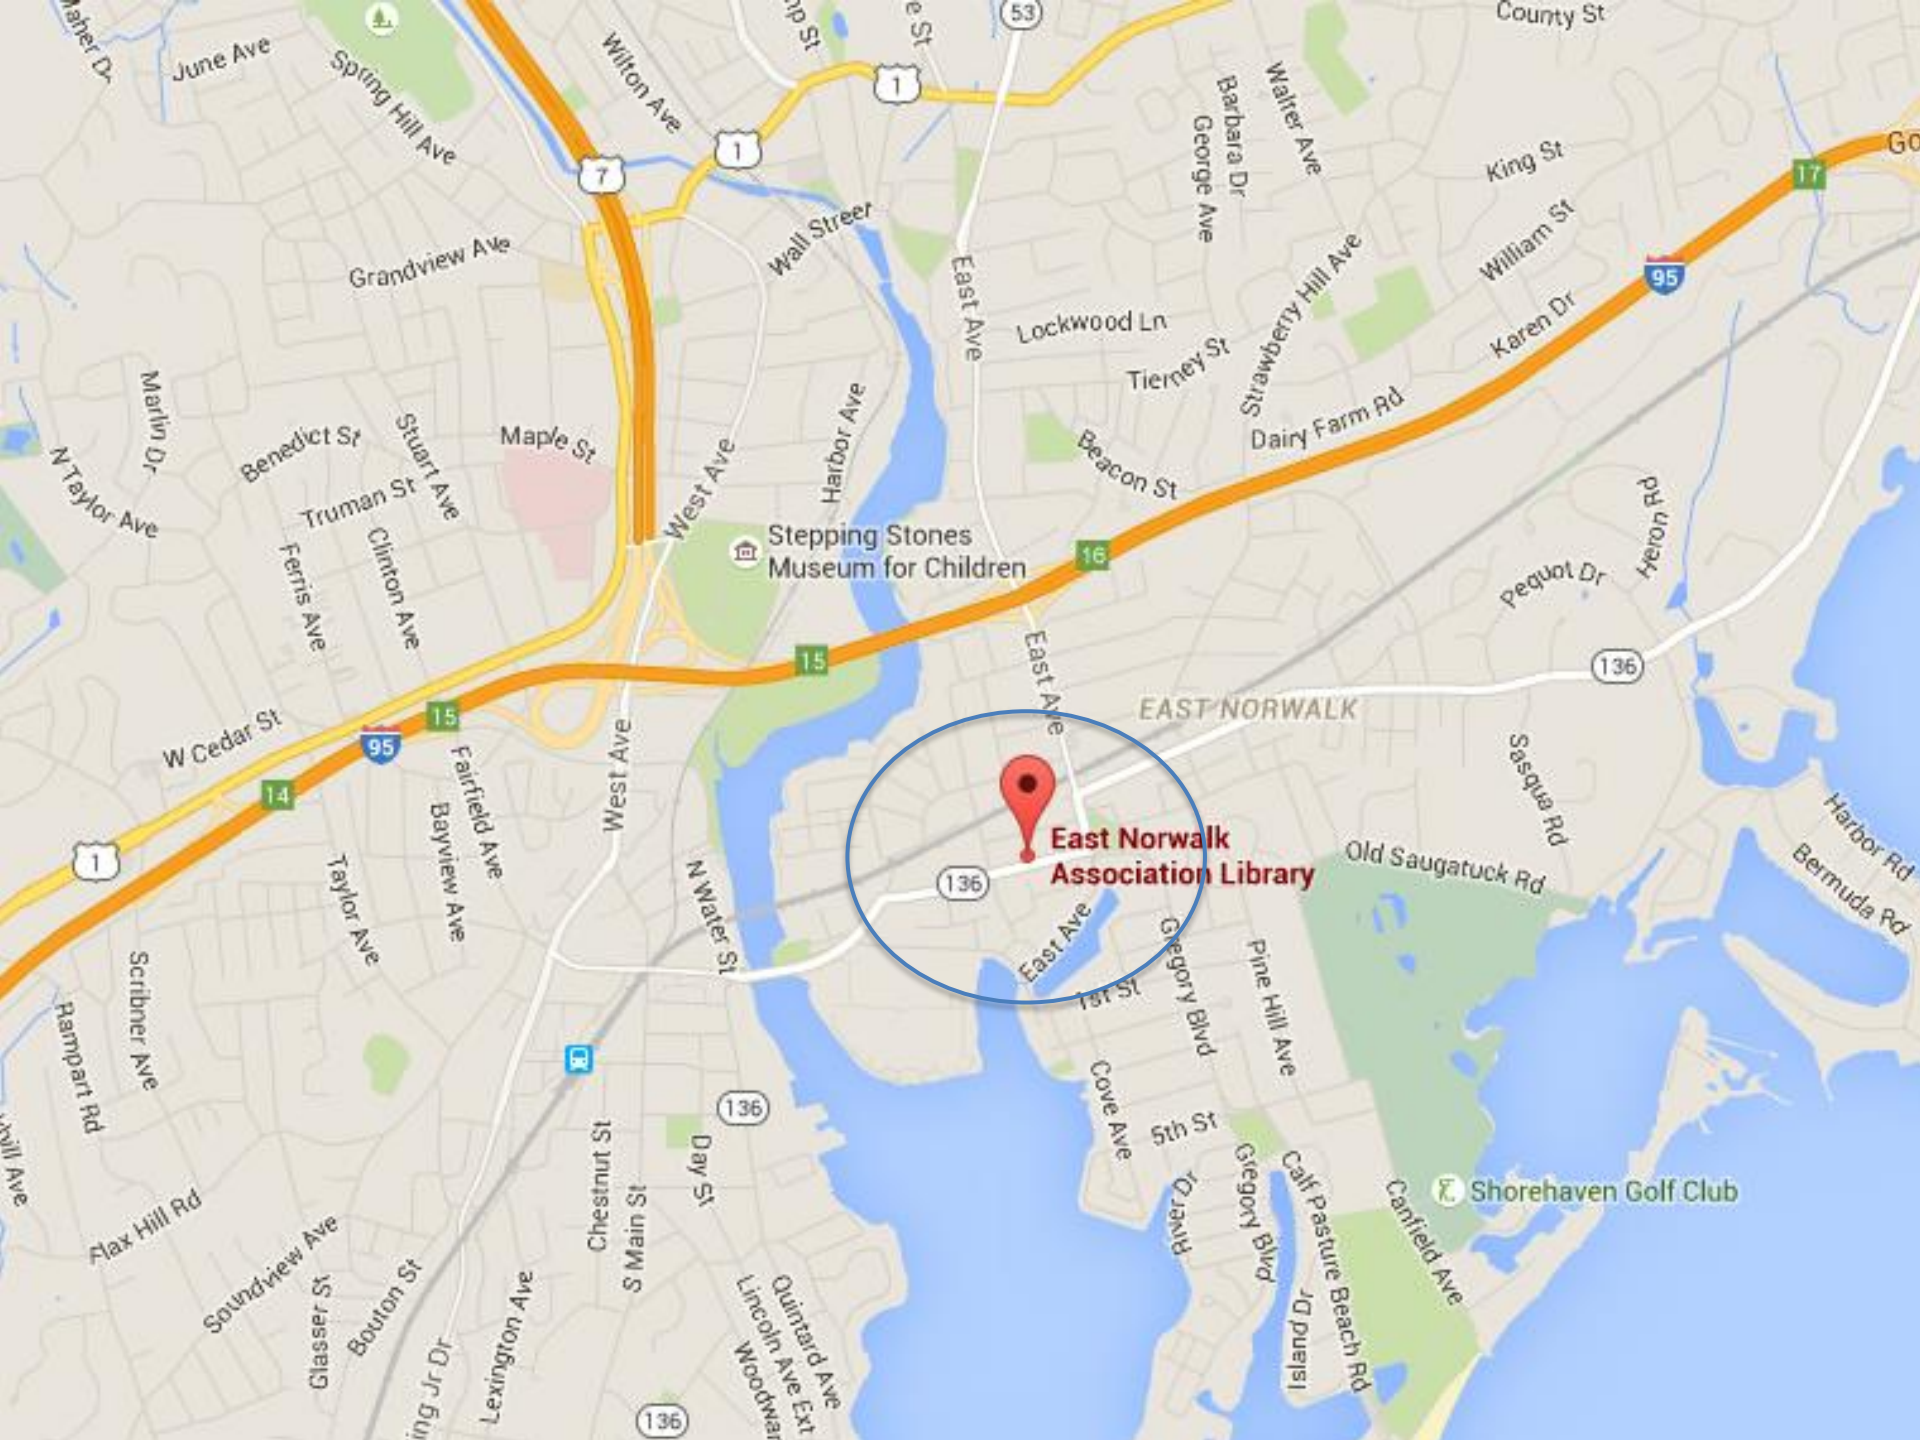 53
County St
June Ave
Spring Hill Ave
Wilton Ave
1
1
7
Barbara Dr
George Ave
Walter Ave
King St
17
William St
95
Karen Dr
Wall Street
Grandview Ave
East Ave
Lockwood Ln
Tierney St
Strawberry Hill Ave
Dairy Farm Rd
Beacon St
Marlin Dr
Benedict St
Stuart Ave
Maple St
West Ave
Harbor Ave
N Taylor Ave
Truman St
Clinton Ave
Ferris Ave
Stepping Stones
Museum for Children
16
Heron Rd
Pequot Dr
15
East Ave
136
EAST NORWALK
W Cedar St
15
95
14
1
Fairfield Ave
Bayview Ave
West Ave
Taylor Ave
N Water St
East Norwalk
Association Library
136
Old Saugatuck Rd
Sasqua Rd
Harbor Rd
Bermuda Rd
East Ave
1st St
Gregory Blvd
Pine Hill Ave
Scribner Ave
Rampart Rd
136
Cove Ave
5th St
Chestnut St
S Main St
Day St
Flax Hill Rd
Soundview Ave
Glasser St
Bouton St
Lexington Ave
River Dr
Gregory Blvd
Calf Pasture Beach Rd
Island Dr
Canfield Ave
Shorehaven Golf Club
Quintard Ave
Lincoln Ave Ext
136